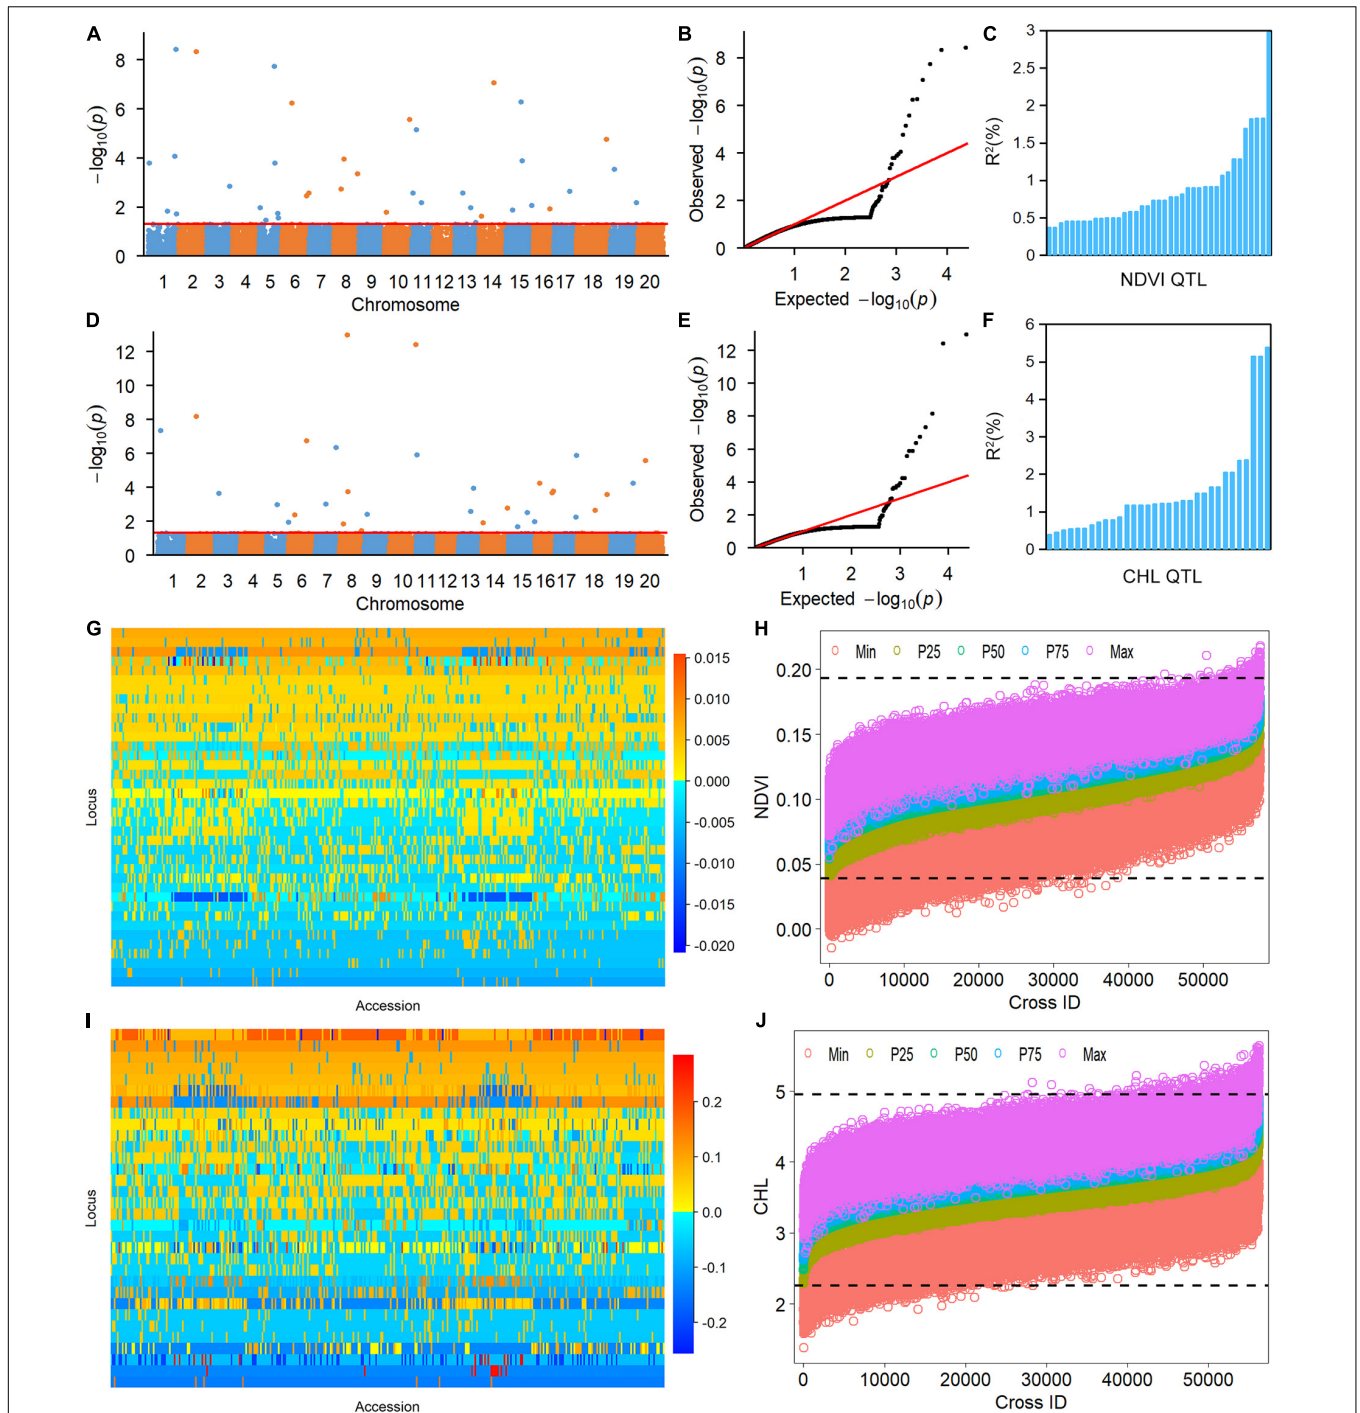 A
8
6
4
2
0
−log10(p)
1 2 3 4 5 6 7 8 9 10 11 12 13 14 15 16 17 18 19 20
Chromosome
B
8
6
4
2
0
Observed −log10(p)
1 2 3 4
Expected −log10(p)
C
3
2.5
2
1.5
1
0.5
0
R2(%)
NDVI QTL
D
12
10
8
6
4
2
0
−log10(p)
1 2 3 4 5 6 7 8 9 10 11 12 13 14 15 16 17 18 19 20
Chromosome
E
12
10
8
6
4
2
0
Observed −log10(p)
1 2 3 4
Expected −log10(p)
F
6
5
4
3
2
1
0
R2(%)
CHL QTL
G
Locus
Accession
0.015
0.010
0.005
0.000
-0.005
-0.010
-0.015
-0.020
H
Min P25 P50 P75 Max
0.20
0.15
0.10
0.05
0.00
NDVI
0 10000 20000 30000 40000 50000
Cross ID
I
Locus
Accession
0.2
0.1
0.0
-0.1
-0.2
J
Min P25 P50 P75 Max
5
4
3
2
CHL
0 10000 20000 30000 40000 50000
Cross ID